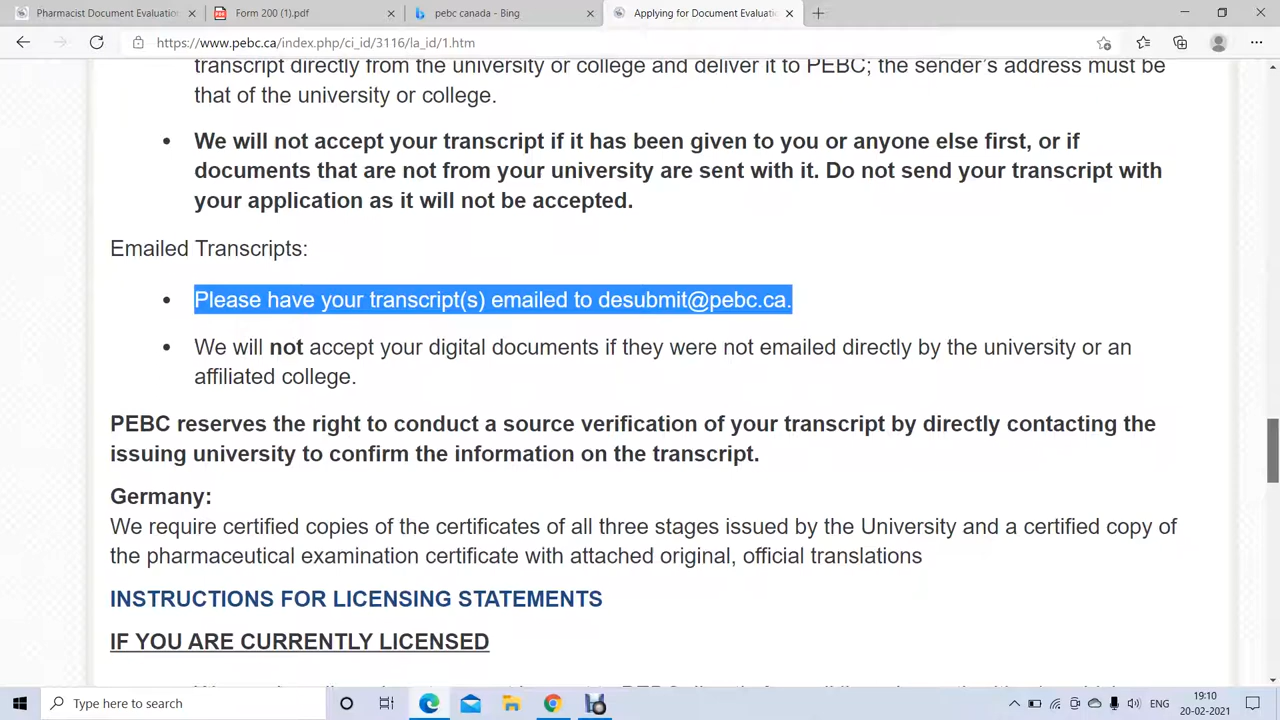 Pharmacist Document Evaluation
Form 200 (1).pdf
pebc canada - Bing
Applying for Document Evaluati
https://www.pebc.ca/index.php/ci_id/3116/la_id/1.htm
transcript directly from the university or college and deliver it to PEBC; the sender's address must be
that of the university or college.
• We will not accept your transcript if it has been given to you or anyone else first, or if
documents that are not from your university are sent with it. Do not send your transcript with
your application as it will not be accepted.
Emailed Transcripts:
• Please have your transcript(s) emailed to desubmit@pebc.ca.
• We will not accept your digital documents if they were not emailed directly by the university or an
affiliated college.
PEBC reserves the right to conduct a source verification of your transcript by directly contacting the
issuing university to confirm the information on the transcript.
Germany:
We require certified copies of the certificates of all three stages issued by the University and a certified copy of
the pharmaceutical examination certificate with attached original, official translations
INSTRUCTIONS FOR LICENSING STATEMENTS
IF YOU ARE CURRENTLY LICENSED
Type here to search
ENG
19:10
20-02-2021